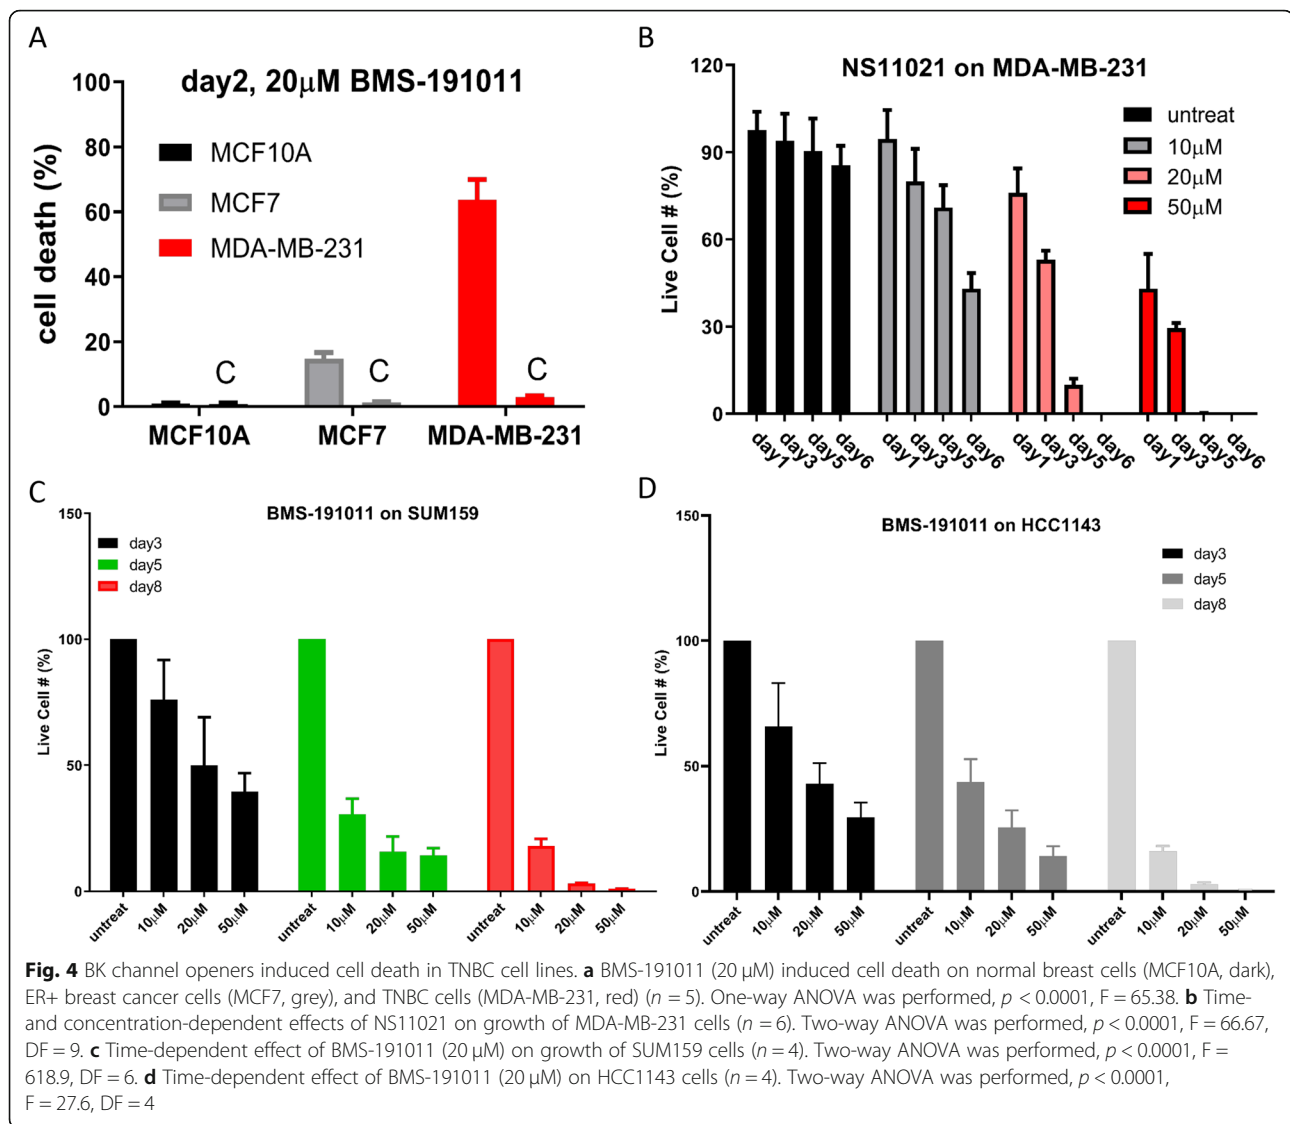 A
day2, 20μM BMS-191011
cell death (%)
100
80
60
40
20
0
MCF10A
MCF7
MDA-MB-231
C
C
C
MCF10A
MCF7
MDA-MB-231
B
NS11021 on MDA-MB-231
Live Cell # (%)
120
90
60
30
0
untreat
10μM
20μM
50μM
day1
day3
day5
day6
day1
day3
day5
day6
day1
day3
day5
day6
day1
day3
day5
day6
C
BMS-191011 on SUM159
Live Cell # (%)
150
100
50
0
day3
day5
day8
untreat
10μM
20μM
50μM
untreat
10μM
20μM
50μM
untreat
10μM
20μM
50μM
D
BMS-191011 on HCC1143
Live Cell # (%)
150
100
50
0
day3
day5
day8
untreat
10μM
20μM
50μM
untreat
10μM
20μM
50μM
untreat
10μM
20μM
50μM
Fig. 4 BK channel openers induced cell death in TNBC cell lines. a BMS-191011 (20 μM) induced cell death on normal breast cells (MCF10A, dark),
ER+ breast cancer cells (MCF7, grey), and TNBC cells (MDA-MB-231, red) (n = 5). One-way ANOVA was performed, p < 0.0001, F = 65.38. b Time-
and concentration-dependent effects of NS11021 on growth of MDA-MB-231 cells (n = 6). Two-way ANOVA was performed, p < 0.0001, F = 66.67,
DF = 9. c Time-dependent effect of BMS-191011 (20 μM) on growth of SUM159 cells (n = 4). Two-way ANOVA was performed, p < 0.0001, F =
618.9, DF = 6. d Time-dependent effect of BMS-191011 (20 μM) on HCC1143 cells (n = 4). Two-way ANOVA was performed, p < 0.0001,
F = 27.6, DF = 4